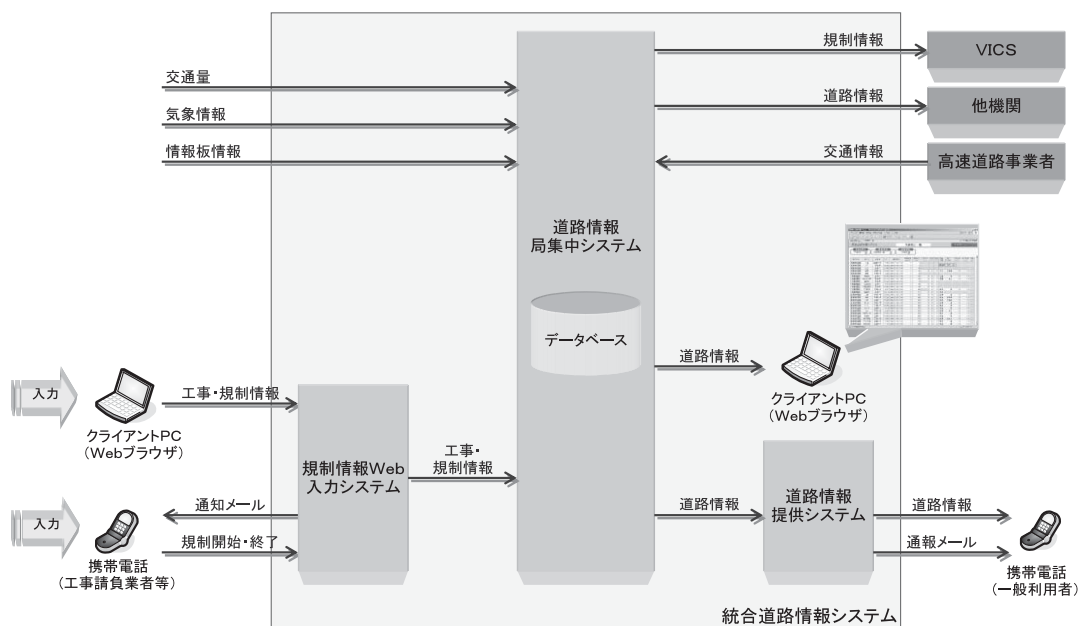 規制情報
VICS
交通量
道路情報
他機関
気象情報
情報板情報
交通情報
高速道路事業者
道路情報
局集中システム
データベース
道路情報
クライアントPC
(Webブラウザ)
入力
工事・規制情報
クライアントPC
(Webブラウザ)
規制情報Web
入力システム
工事・
規制情報
道路情報
道路情報
提供システム
道路情報
通報メール
携帯電話
(一般利用者)
入力
通知メール
規制開始・終了
携帯電話
(工事請負業者等)
統合道路情報システム